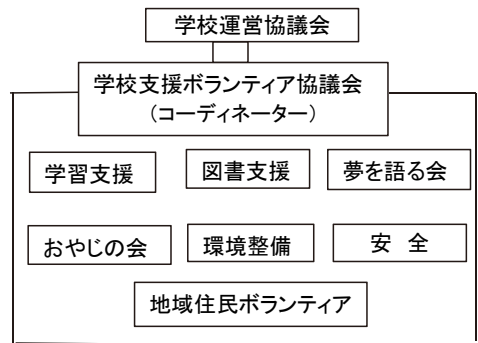 学校運営協議会
学校支援ボランティア協議会
（コーディネーター）
学習支援
図書支援
夢を語る会
おやじの会
環境整備
安　全
地域住民ボランティア